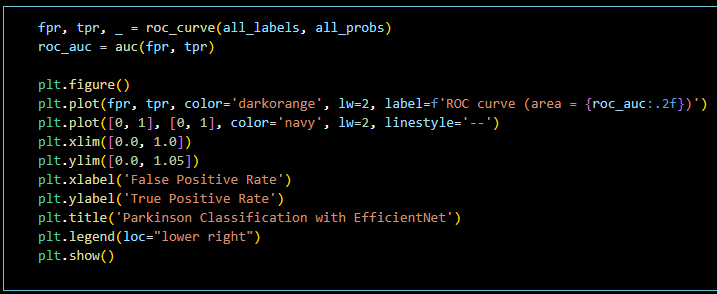 fpr, tpr, _ = roc_curve(all_labels, all_probs)
roc_auc = auc(fpr, tpr)
plt.figure()
plt.plot(fpr, tpr, color='darkorange', lw=2, label=f'ROC curve (area = {roc_auc:.2f})')
plt.plot([0, 1], [0, 1], color='navy', lw=2, linestyle='--')
plt.xlim([0.0, 1.0])
plt.ylim([0.0, 1.05])
plt.xlabel('False Positive Rate')
plt.ylabel('True Positive Rate')
plt.title('Parkinson Classification with EfficientNet')
plt.legend(loc="lower right")
plt.show()